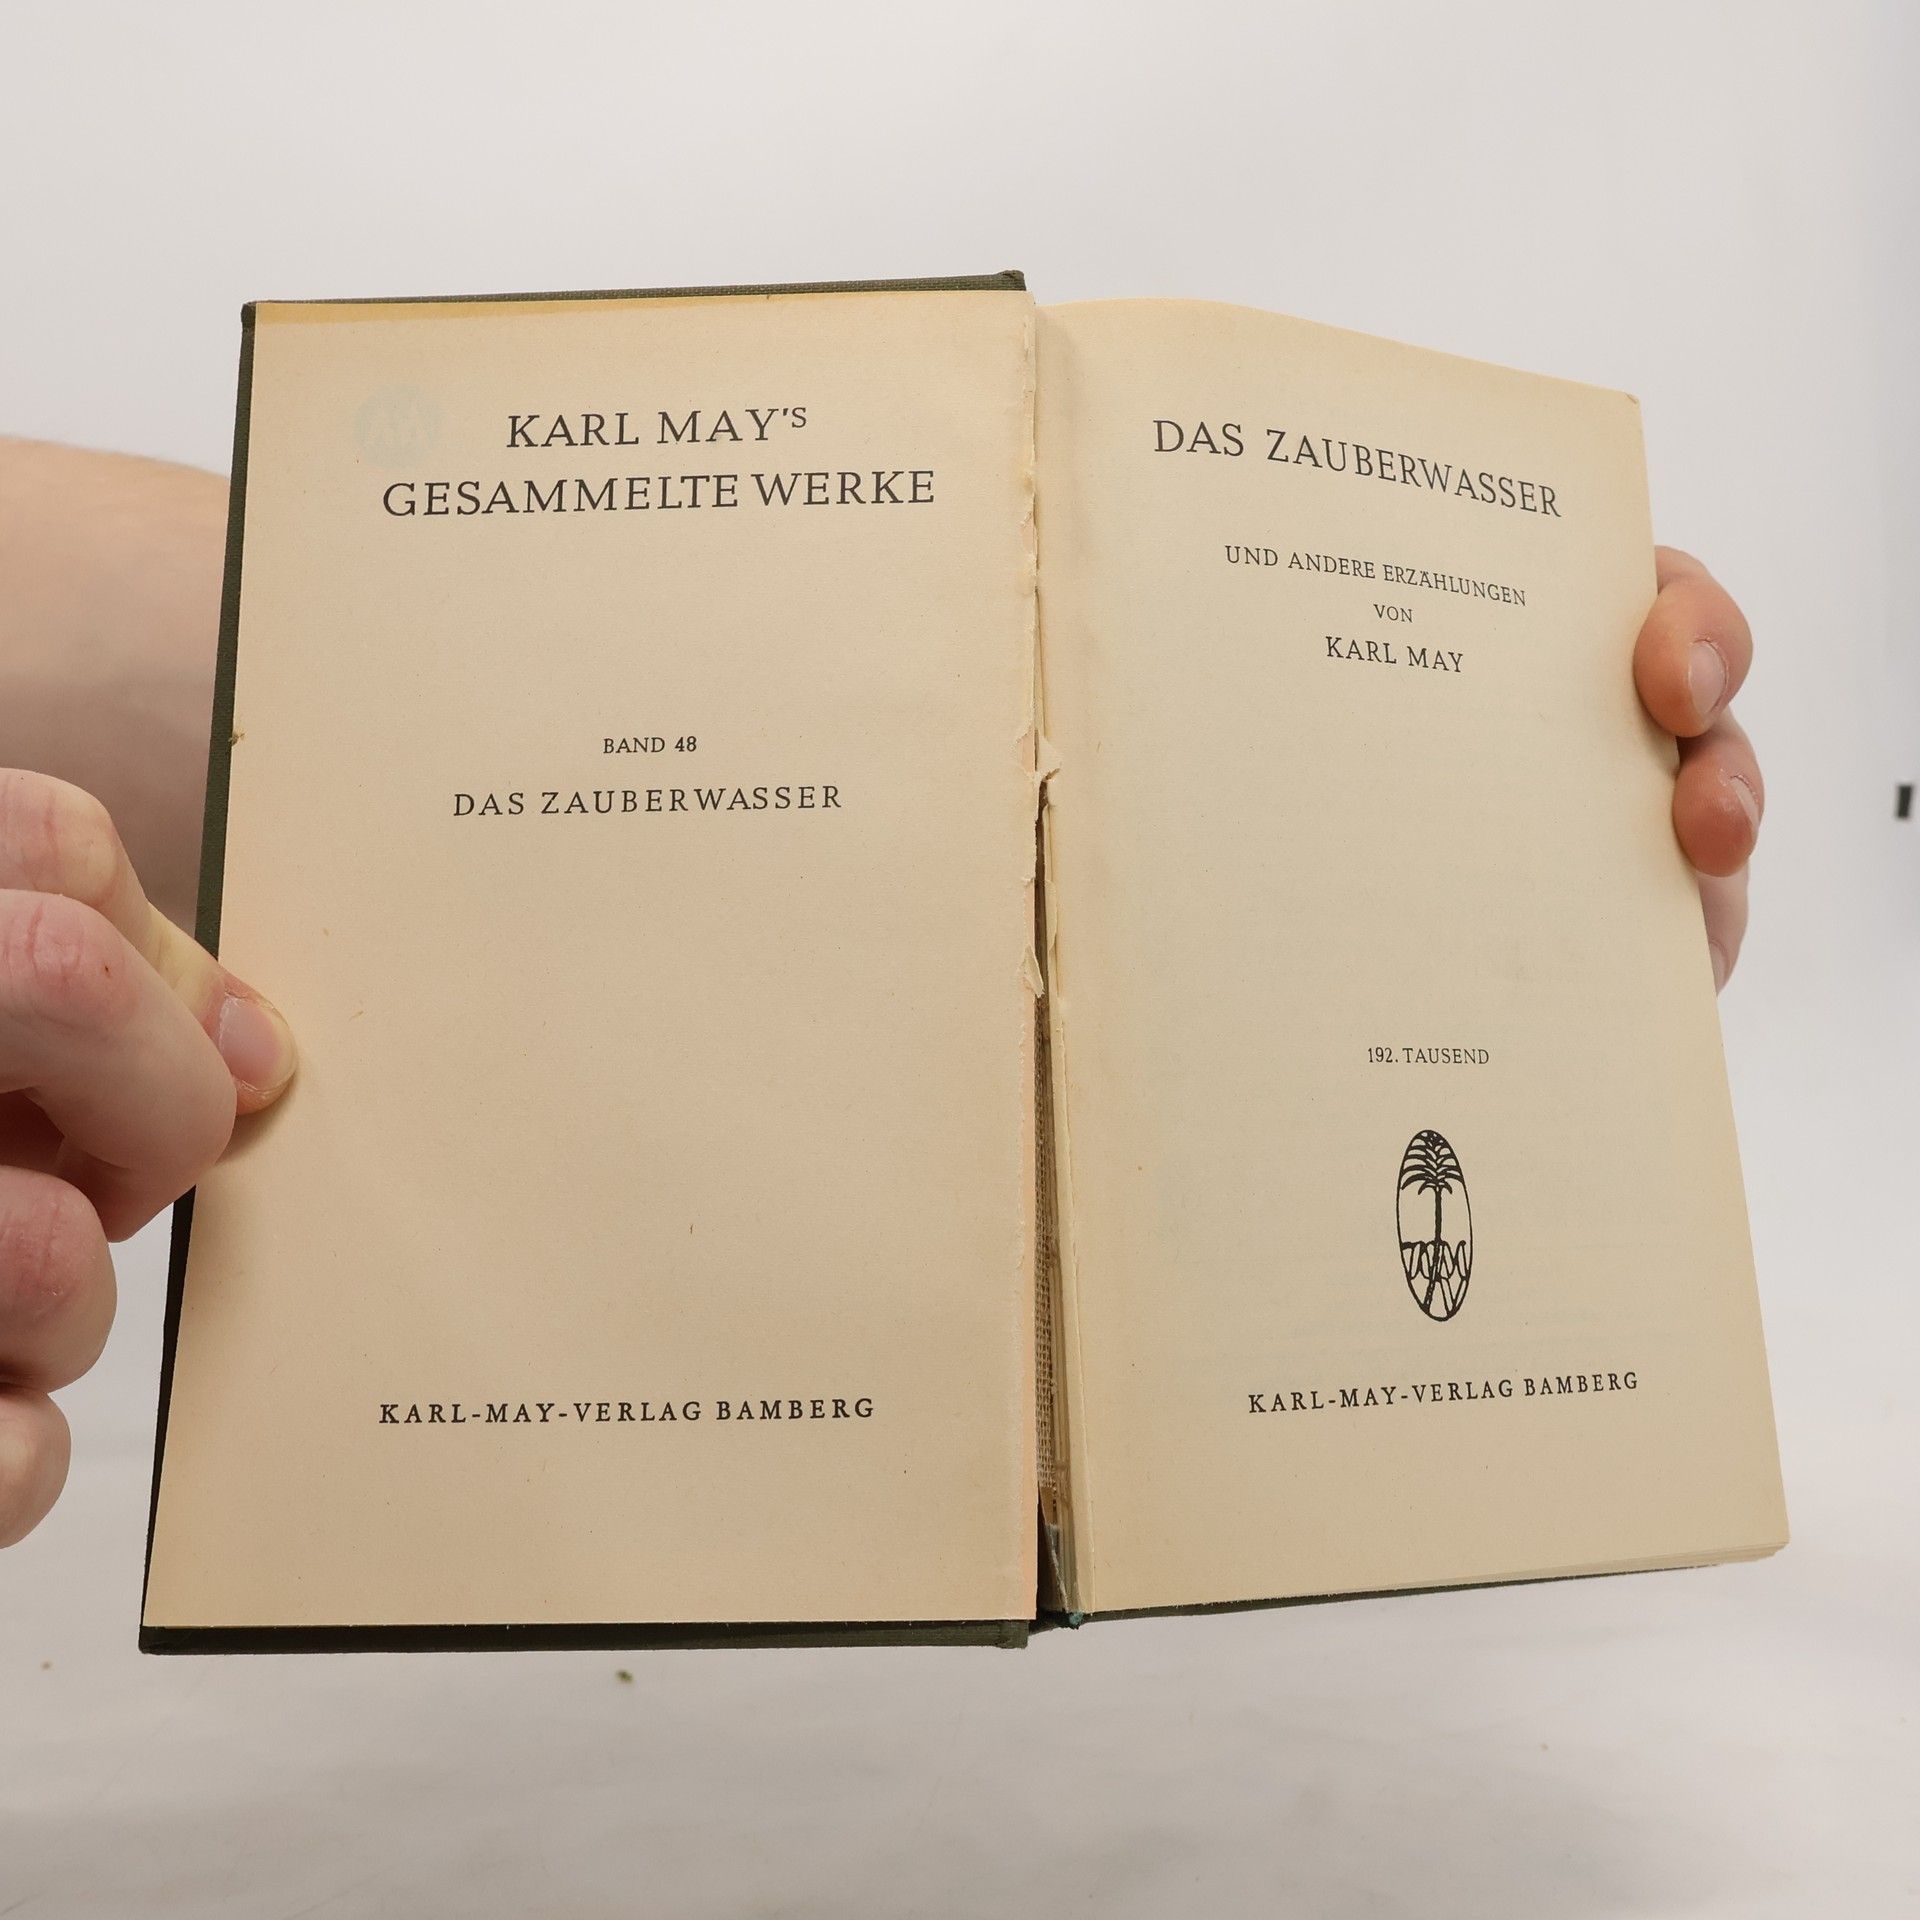 KARL MAY'S
GESAMMELTE WERKE
BAND 48
DAS ZAUBERWASSER
KARL-MAY-VERLAG BAMBERG
DAS ZAUBERWASSER
UND ANDERE ERZÄHLUNGEN
VON
KARL MAY
192. TAUSEND
KARL-MAY-VERLAG BAMBERG